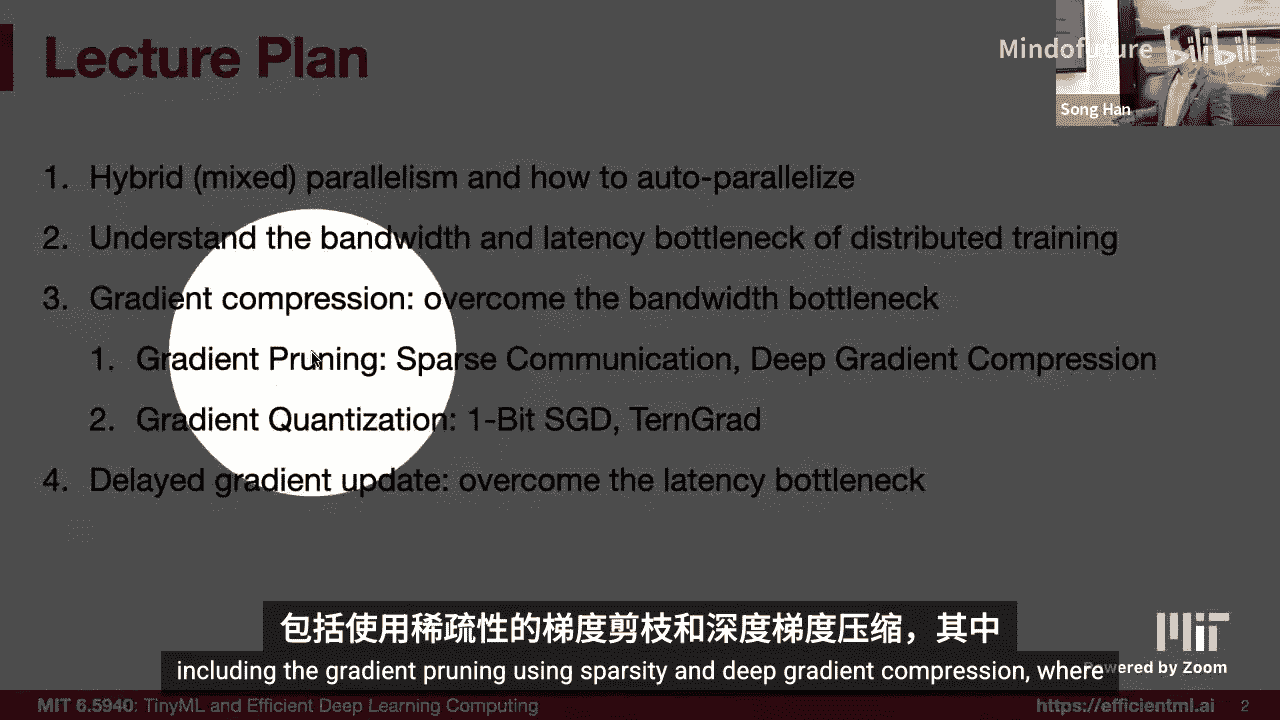 Lecture Plan
Mindofuture bilibili
Song Han
1. Hybrid (mixed) parallelism and how to auto-parallelize
2. Understand the bandwidth and latency bottleneck of distributed training
3. Gradient compression: overcome the bandwidth bottleneck
1. Gradient Pruning: Sparse Communication, Deep Gradient Compression
2. Gradient Quantization: 1-Bit SGD, TernGrad
4. Delayed gradient update: overcome the latency bottleneck
包括使用稀疏性的梯度剪枝和深度梯度压缩，其中
including the gradient pruning using sparsity and deep gradient compression, where
MIT
Powered by Zoom
MIT 6.5940: TinyML and Efficient Deep Learning Computing
https://efficientml.ai
2